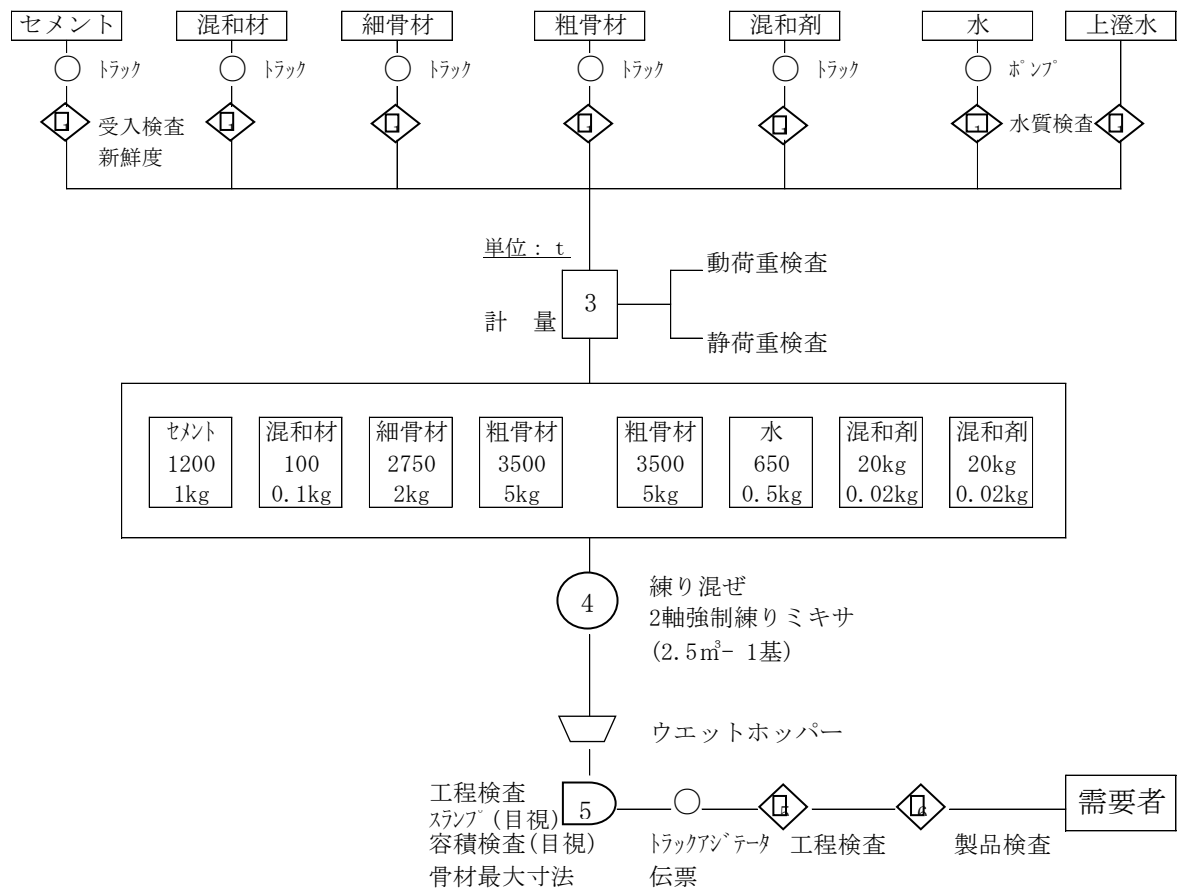 セメント
混和材
細骨材
粗骨材
混和剤
水
上澄水
トラック
トラック
トラック
トラック
トラック
ポンプ
1
1
1
1
受入検査
水質検査
新鮮度
単位: t
動荷重検査
3
計 量
静荷重検査
セメント
1200
1kg
混和材
100
0.1kg
細骨材
2750
2kg
粗骨材
3500
5kg
粗骨材
3500
5kg
水
650
0.5kg
混和剤
20kg
0.02kg
混和剤
20kg
0.02kg
4
練り混ぜ
2軸強制練りミキサ
(2.5㎥- 1基)
ウエットホッパー
工程検査
スランプ(目視)
容積検査(目視)
骨材最大寸法
5
トラックアジテータ
伝票
工程検査
6
製品検査
需要者